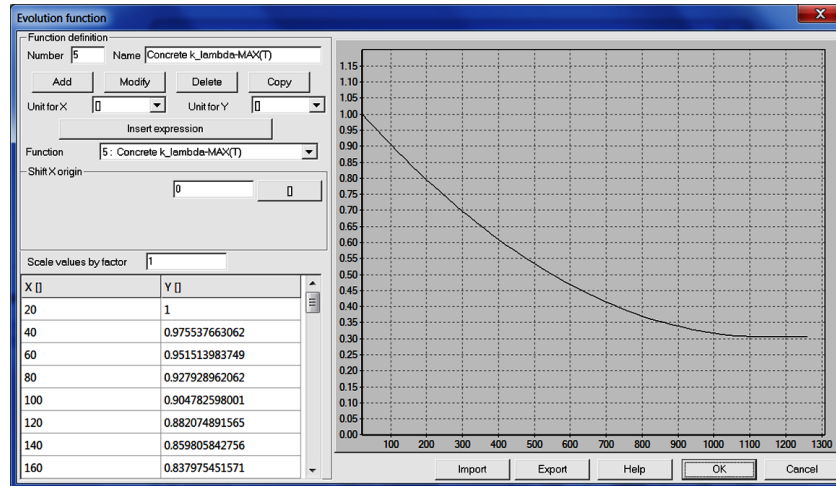 Evolution function
X
Function definition
Number 5 Name Concrete k_lambda-MAX(T)
Add Modify Delete Copy
Unit for X [] Unit for Y []
Insert expression
Function 5 : Concrete k_lambda-MAX(T)
Shift X origin
0 []
Scale values by factor 1
X [] Y []
20 1
40 0.975537663062
60 0.951513983749
80 0.927928962062
100 0.904782598001
120 0.882074891565
140 0.859805842756
160 0.837975451571
1.15
1.10
1.05
1.00
0.95
0.90
0.85
0.80
0.75
0.70
0.65
0.60
0.55
0.50
0.45
0.40
0.35
0.30
0.25
0.20
0.15
0.10
0.05
0.00
100 200 300 400 500 600 700 800 900 1000 1100 1200 1300
Import Export Help OK Cancel